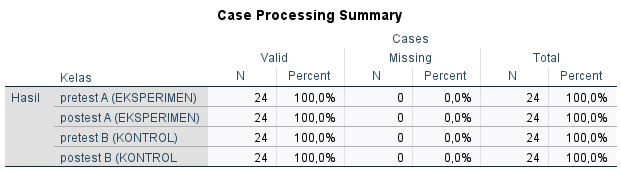 Case Processing Summary
Cases
Valid Missing Total
Kelas N Percent N Percent N Percent
Hasil pretest A (EKSPERIMEN) 24 100,0% 0 0,0% 24 100,0%
postest A (EKSPERIMEN) 24 100,0% 0 0,0% 24 100,0%
pretest B (KONTROL) 24 100,0% 0 0,0% 24 100,0%
postest B (KONTROL 24 100,0% 0 0,0% 24 100,0%